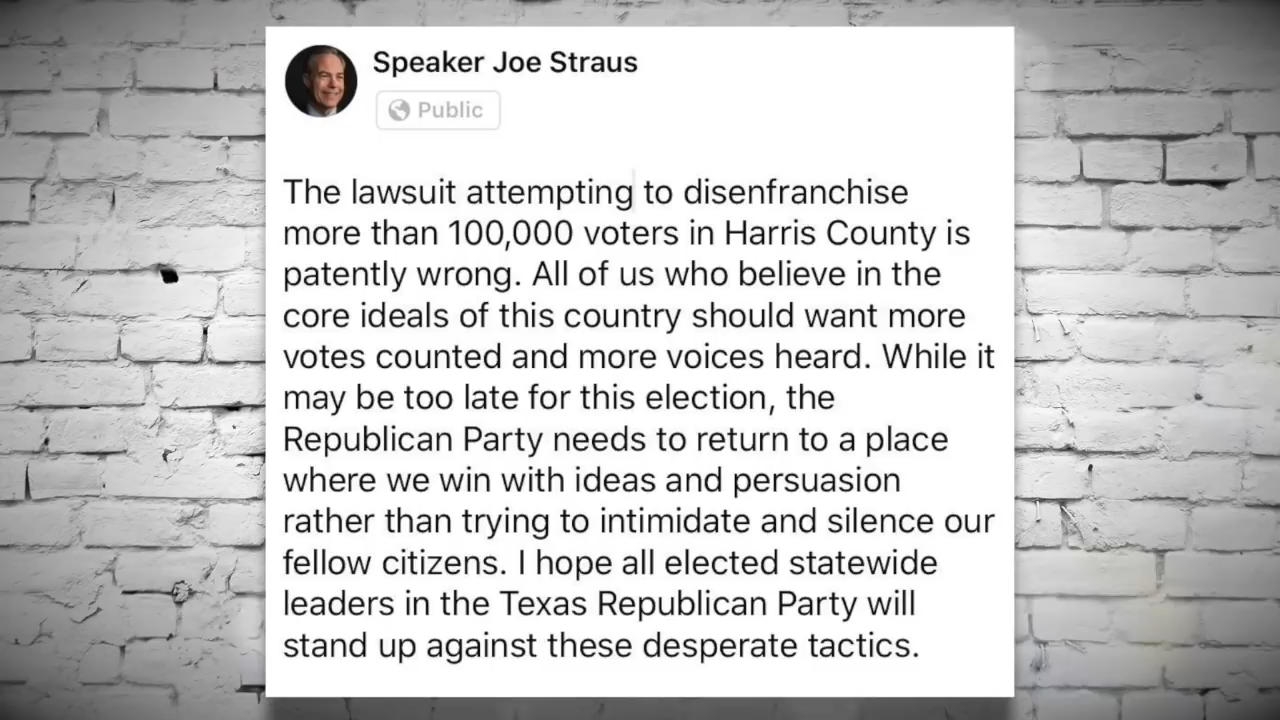 Speaker Joe Straus
Public
The lawsuit attempting to disenfranchise
more than 100,000 voters in Harris County is
patently wrong. All of us who believe in the
core ideals of this country should want more
votes counted and more voices heard. While it
may be too late for this election, the
Republican Party needs to return to a place
where we win with ideas and persuasion
rather than trying to intimidate and silence our
fellow citizens. I hope all elected statewide
leaders in the Texas Republican Party will
stand up against these desperate tactics.